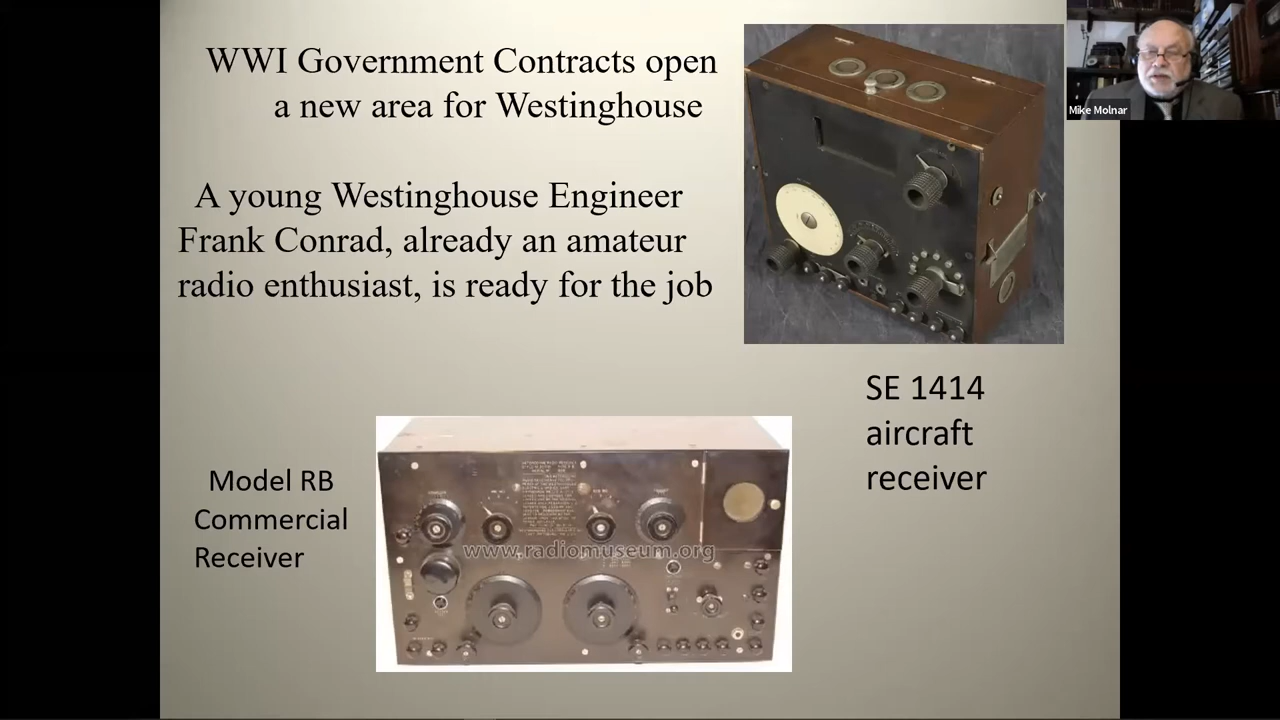 WWI Government Contracts open
a new area for Westinghouse
A young Westinghouse Engineer
Frank Conrad, already an amateur
radio enthusiast, is ready for the job
Mike Molnar
SE 1414
aircraft
receiver
Model RB
Commercial
Receiver
www.radiomuseum.org